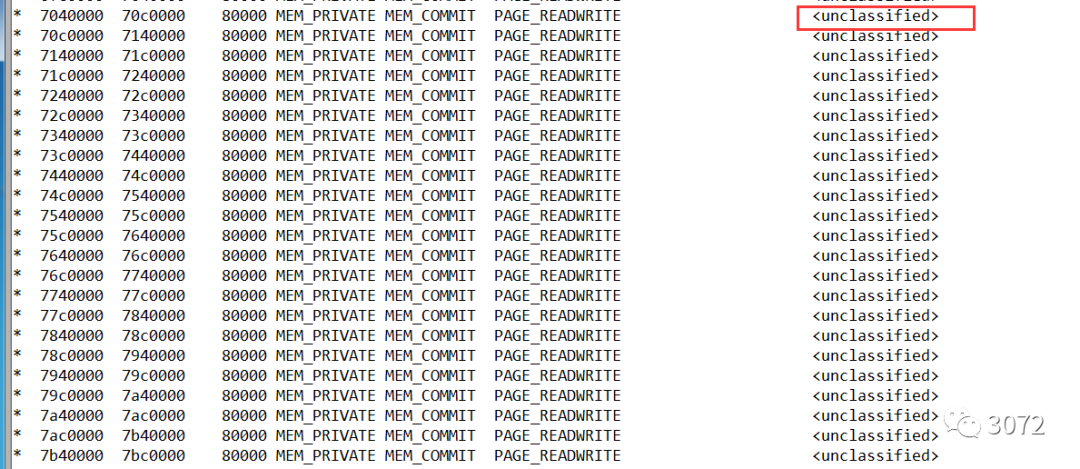 * 7040000 70c0000 80000 MEM_PRIVATE MEM_COMMIT PAGE_READWRITE <unclassified>
* 70c0000 7140000 80000 MEM_PRIVATE MEM_COMMIT PAGE_READWRITE <unclassified>
* 7140000 71c0000 80000 MEM_PRIVATE MEM_COMMIT PAGE_READWRITE <unclassified>
* 71c0000 7240000 80000 MEM_PRIVATE MEM_COMMIT PAGE_READWRITE <unclassified>
* 7240000 72c0000 80000 MEM_PRIVATE MEM_COMMIT PAGE_READWRITE <unclassified>
* 72c0000 7340000 80000 MEM_PRIVATE MEM_COMMIT PAGE_READWRITE <unclassified>
* 7340000 73c0000 80000 MEM_PRIVATE MEM_COMMIT PAGE_READWRITE <unclassified>
* 73c0000 7440000 80000 MEM_PRIVATE MEM_COMMIT PAGE_READWRITE <unclassified>
* 7440000 74c0000 80000 MEM_PRIVATE MEM_COMMIT PAGE_READWRITE <unclassified>
* 74c0000 7540000 80000 MEM_PRIVATE MEM_COMMIT PAGE_READWRITE <unclassified>
* 7540000 75c0000 80000 MEM_PRIVATE MEM_COMMIT PAGE_READWRITE <unclassified>
* 75c0000 7640000 80000 MEM_PRIVATE MEM_COMMIT PAGE_READWRITE <unclassified>
* 7640000 76c0000 80000 MEM_PRIVATE MEM_COMMIT PAGE_READWRITE <unclassified>
* 76c0000 7740000 80000 MEM_PRIVATE MEM_COMMIT PAGE_READWRITE <unclassified>
* 7740000 77c0000 80000 MEM_PRIVATE MEM_COMMIT PAGE_READWRITE <unclassified>
* 77c0000 7840000 80000 MEM_PRIVATE MEM_COMMIT PAGE_READWRITE <unclassified>
* 7840000 78c0000 80000 MEM_PRIVATE MEM_COMMIT PAGE_READWRITE <unclassified>
* 78c0000 7940000 80000 MEM_PRIVATE MEM_COMMIT PAGE_READWRITE <unclassified>
* 7940000 79c0000 80000 MEM_PRIVATE MEM_COMMIT PAGE_READWRITE <unclassified>
* 79c0000 7a40000 80000 MEM_PRIVATE MEM_COMMIT PAGE_READWRITE <unclassified>
* 7a40000 7ac0000 80000 MEM_PRIVATE MEM_COMMIT PAGE_READWRITE <unclassified>
* 7ac0000 7b40000 80000 MEM_PRIVATE MEM_COMMIT PAGE_READWRITE <unclassified>
* 7b40000 7bc0000 80000 MEM_PRIVATE MEM_COMMIT PAGE_READWRITE <unclassified>
3072